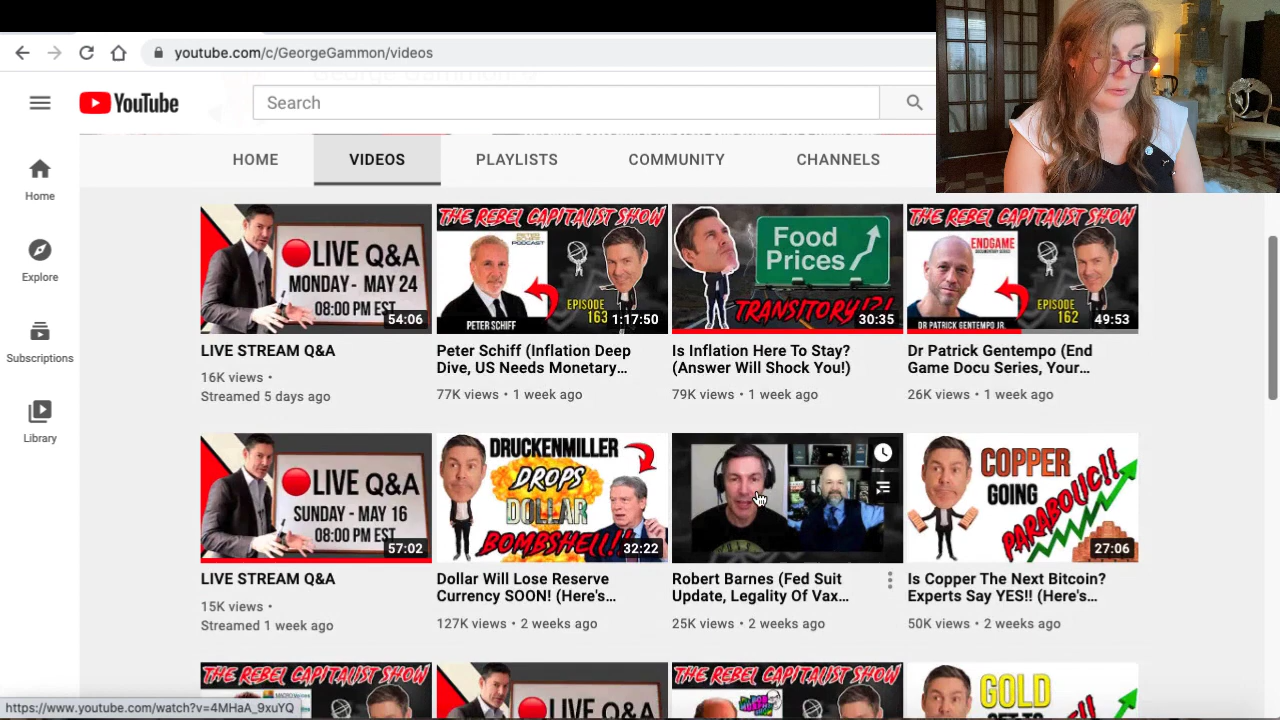 youtube.com/c/GeorgeGammon/videos
George Gammon
YouTube
Search
HOME
VIDEOS
PLAYLISTS
COMMUNITY
CHANNELS
Home
Explore
Subscriptions
Library
LIVE Q&A
MONDAY - MAY 24
08:00 PM EST
54:06
LIVE STREAM Q&A
16K views •
Streamed 5 days ago
THE REBEL CAPITALIST SHOW
PETER SCHIFF
PODCAST
EPISODE
163
PETER SCHIFF
1:17:50
Peter Schiff (Inflation Deep
Dive, US Needs Monetary...
77K views • 1 week ago
Food
Prices
TRANSITORY!?!
30:35
Is Inflation Here To Stay?
(Answer Will Shock You!)
79K views • 1 week ago
THE REBEL CAPITALIST SHOW
ENDGAME
DOCUMENTARY SERIES
EPISODE
162
DR PATRICK GENTEMPO JR.
49:53
Dr Patrick Gentempo (End
Game Docu Series, Your...
26K views • 1 week ago
LIVE Q&A
SUNDAY - MAY 16
08:00 PM EST
57:02
LIVE STREAM Q&A
15K views •
Streamed 1 week ago
DRUCKENMILLER
DROPS
DOLLAR
BOMBSHELL!!
32:22
Dollar Will Lose Reserve
Currency SOON! (Here's...
127K views • 2 weeks ago
Robert Barnes (Fed Suit
Update, Legality Of Vax...
25K views • 2 weeks ago
COPPER
GOING
PARABOLIC!!
27:06
Is Copper The Next Bitcoin?
Experts Say YES!! (Here's...
50K views • 2 weeks ago
THE REBEL CAPITALIST SHOW
LIVE Q&A
THE REBEL CAPITALIST SHOW
GOLD
https://www.youtube.com/watch?v=4MHaA_9xuYQ